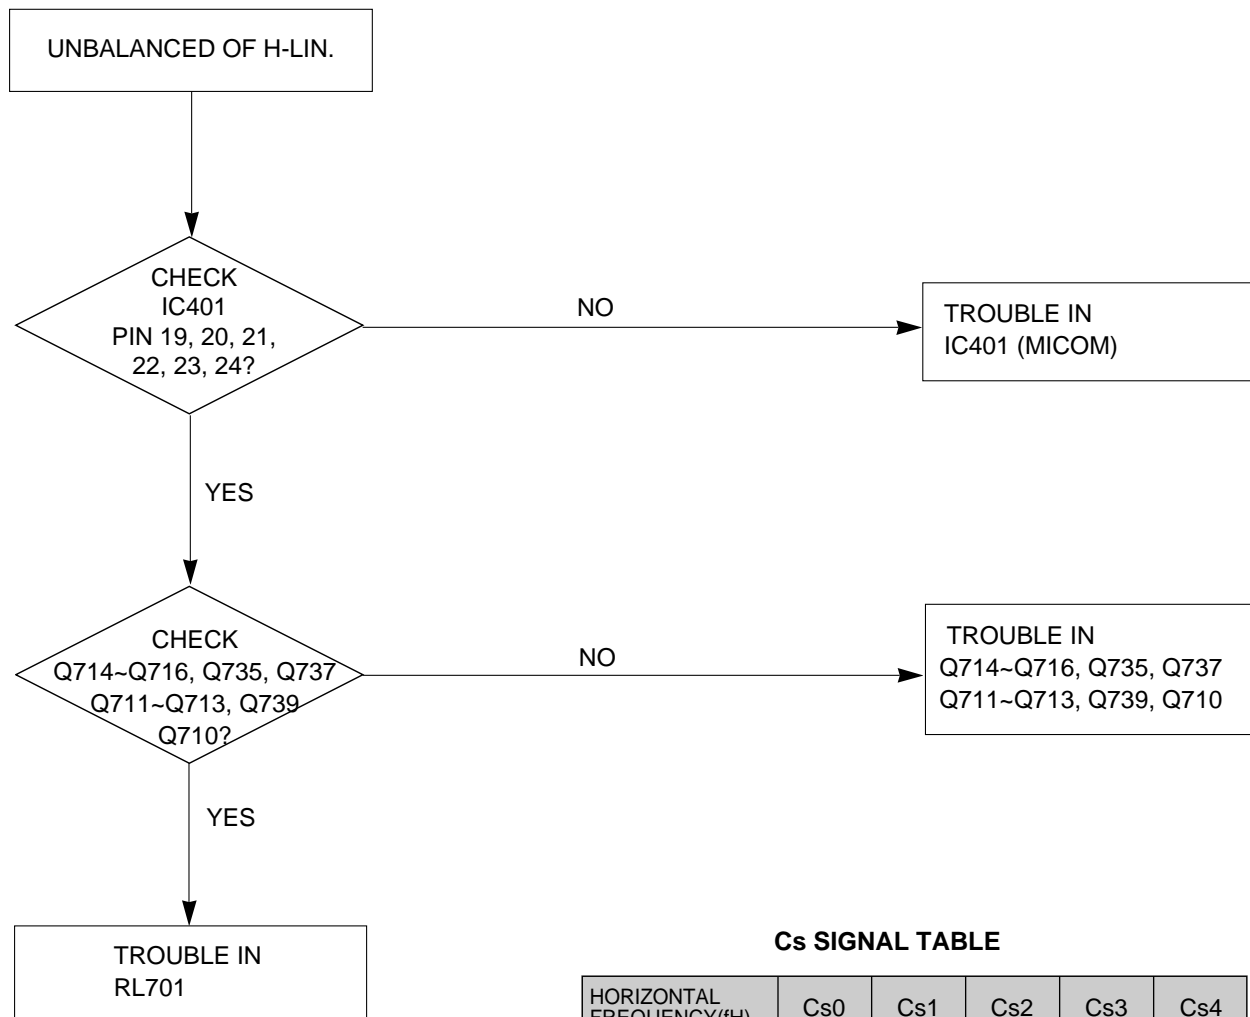 UNBALANCED OF H-LIN.
CHECK
IC401
PIN 19, 20, 21,
22, 23, 24?
NO
TROUBLE IN
IC401 (MICOM)
YES
CHECK
Q714~Q716, Q735, Q737
Q711~Q713, Q739
Q710?
NO
TROUBLE IN
Q714~Q716, Q735, Q737
Q711~Q713, Q739, Q710
YES
TROUBLE IN
RL701
Cs SIGNAL TABLE
HORIZONTAL
FREQUENCY(fH)
Cs0 Cs1 Cs2 Cs3 Cs4